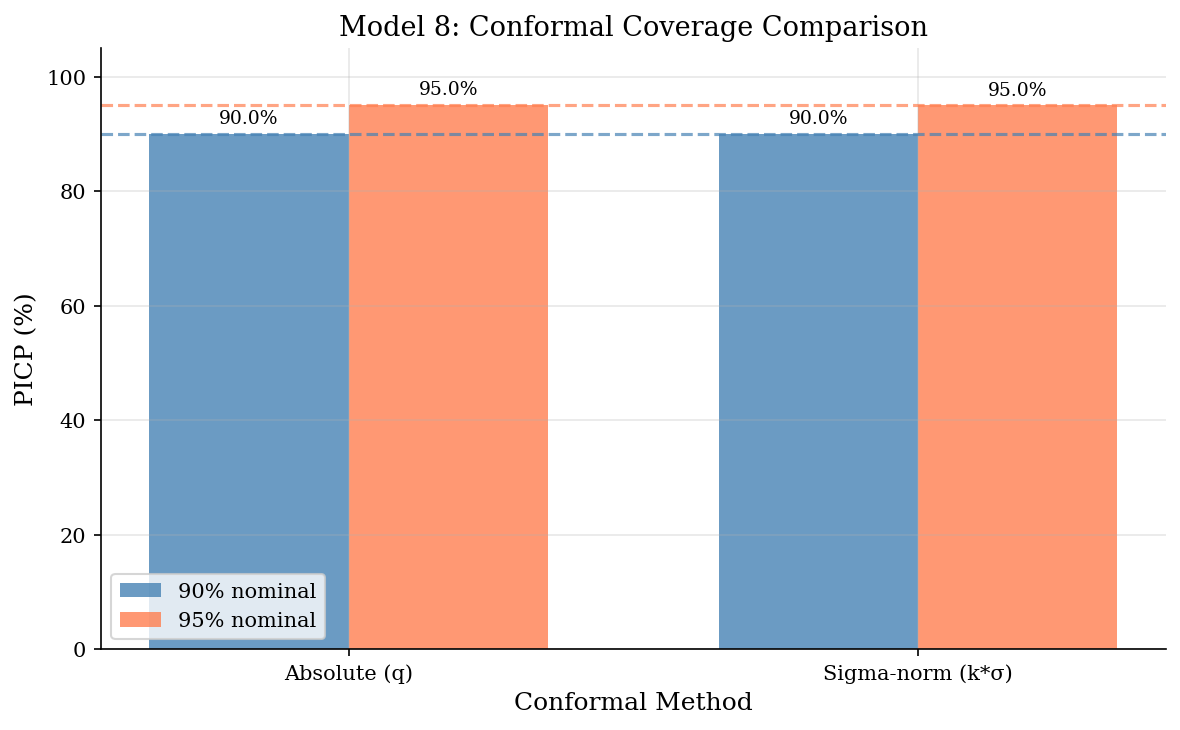 Model 8: Conformal Coverage Comparison
100
80
60
40
20
0
PICP (%)
90.0%
95.0%
90.0%
95.0%
90% nominal
95% nominal
Absolute (q)
Sigma-norm (k*σ)
Conformal Method